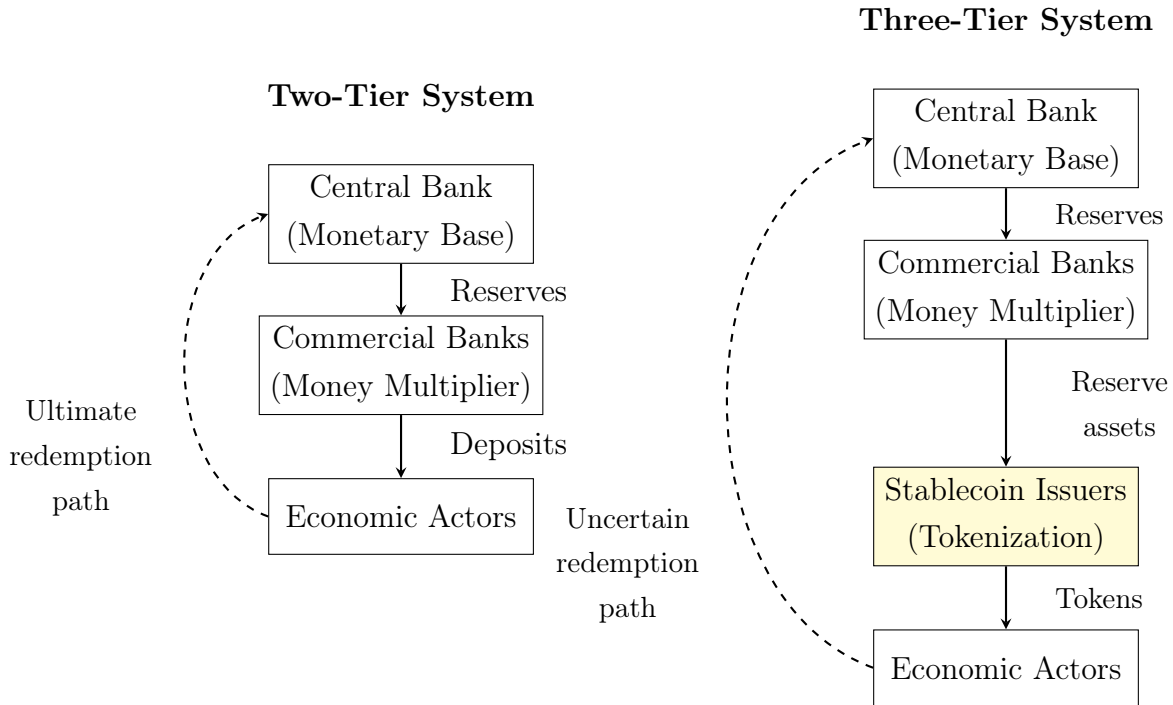 Two-Tier System
Central Bank
(Monetary Base)
Reserves
Commercial Banks
(Money Multiplier)
Deposits
Economic Actors
Ultimate
redemption
path
Three-Tier System
Central Bank
(Monetary Base)
Reserves
Commercial Banks
(Money Multiplier)
Reserve
assets
Stablecoin Issuers
(Tokenization)
Tokens
Economic Actors
Uncertain
redemption
path